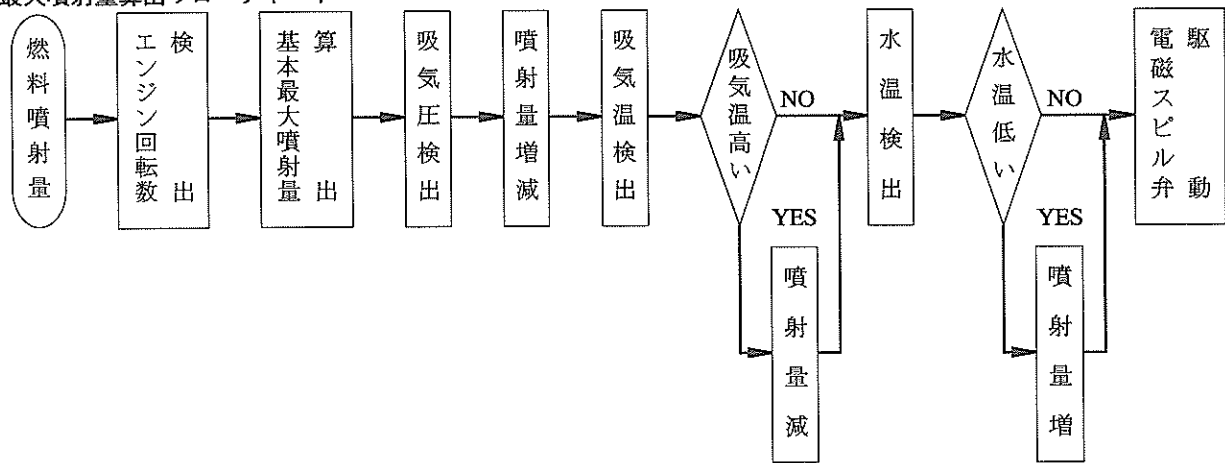 最大噴射量算出フローチャート
燃料噴射量
エンジン回転数
検出
基本最大噴射量
算出
吸気圧検出
噴射量増減
吸気温検出
吸気温高い
NO
YES
噴射量減
水温検出
水温低い
NO
YES
噴射量増
電磁スピル弁
駆動